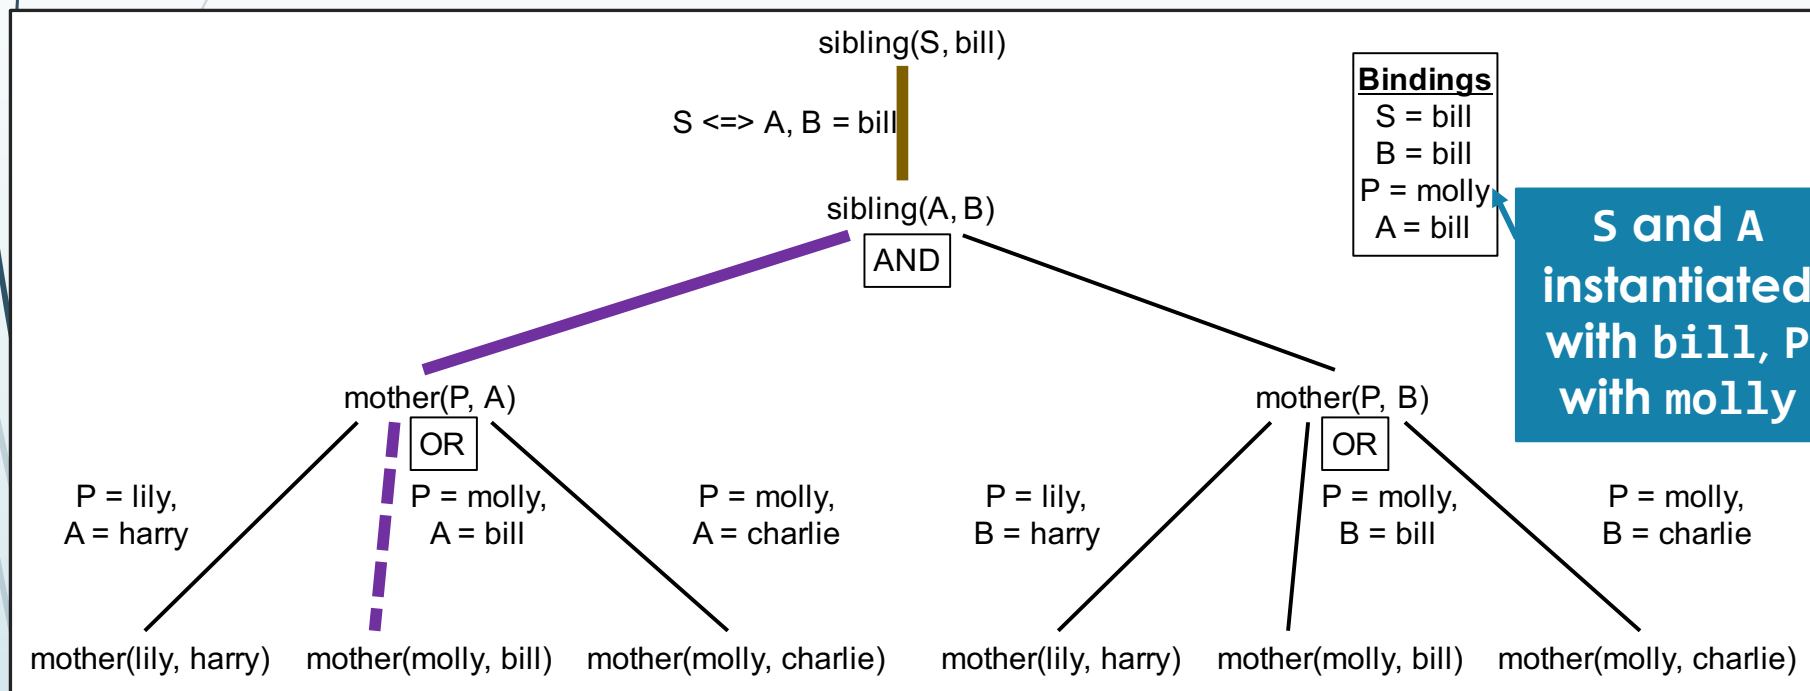 sibling(S, bill)
S <=> A, B = bill
sibling(A, B)
AND
Bindings
S = bill
B = bill
P = molly
A = bill
S and A
instantiated
with bill, P
with molly
mother(P, A)
OR
mother(P, B)
OR
P = lily,
A = harry
P = molly,
A = bill
P = molly,
A = charlie
P = lily,
B = harry
P = molly,
B = bill
P = molly,
B = charlie
mother(lily, harry)
mother(molly, bill)
mother(molly, charlie)
mother(lily, harry)
mother(molly, bill)
mother(molly, charlie)